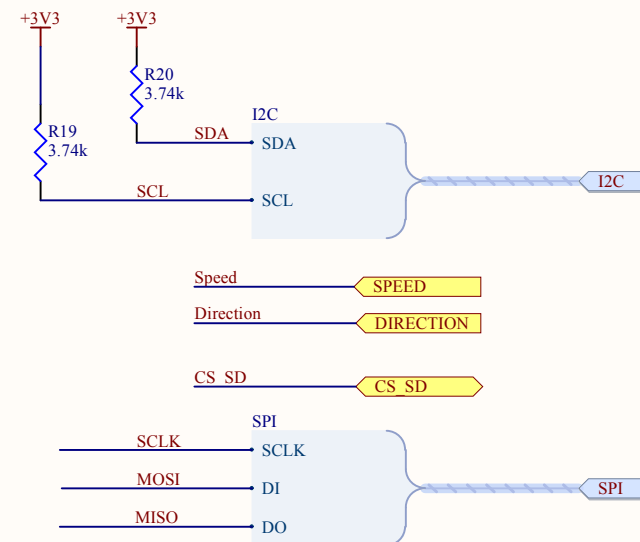 +3V3 +3V3
R20
3.74k
I2C
R19
3.74k
SDA SDA
SCL SCL
I2C
Speed SPEED
Direction DIRECTION
CS_SD CS_SD
SPI
SCLK SCLK
MOSI DI
SPI
MISO DO